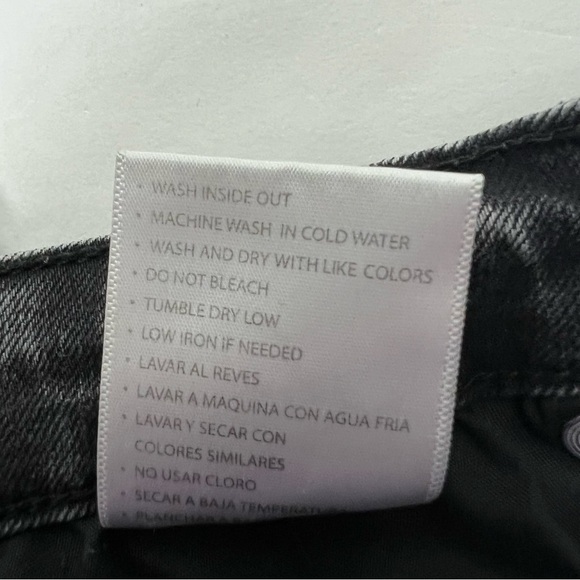 • WASH INSIDE OUT
• MACHINE WASH IN COLD WATER
• WASH AND DRY WITH LIKE COLORS
• DO NOT BLEACH
• TUMBLE DRY LOW
• LOW IRON iF NEEDED
• LAVAR AL REVES
• LAVAR A MAQUINA CON AGUA FRIA
• LAVAR Y SECAR CON
COLORES SIMILARES
• NO USAR CLORO
• SECAR A BAJA
• PLANCHAR A